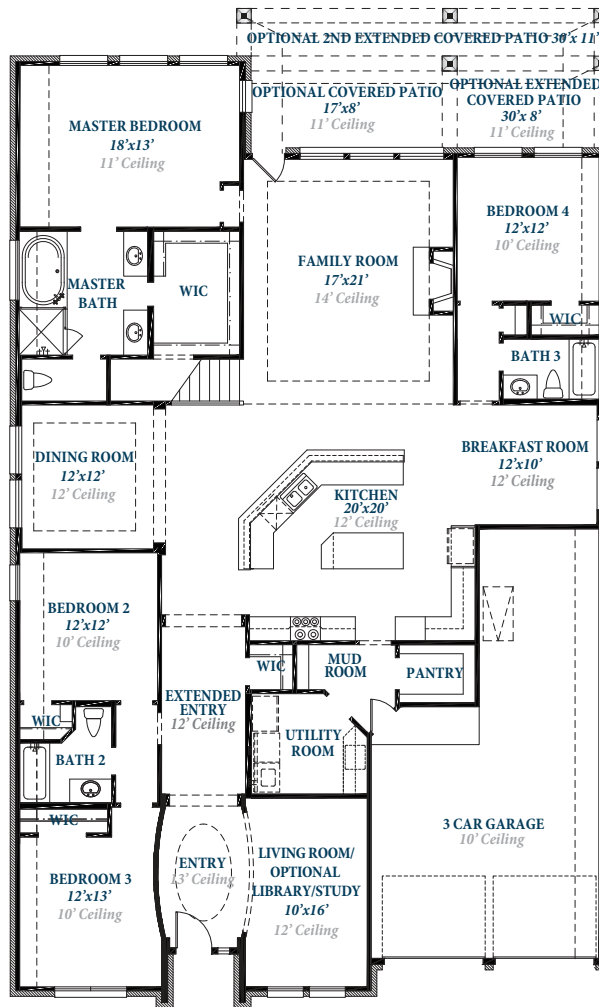 OPTIONAL 2ND EXTENDED COVERED PATIO 30'x 11'
OPTIONAL COVERED PATIO
17'x8'
11' Ceiling
OPTIONAL EXTENDED
COVERED PATIO
30'x 8'
11' Ceiling
MASTER BEDROOM
18'x13'
11' Ceiling
BEDROOM 4
12'x12'
10' Ceiling
FAMILY ROOM
17'x21'
14' Ceiling
MASTER
BATH
WIC
WIC
BATH 3
DINING ROOM
12'x12'
12' Ceiling
BREAKFAST ROOM
12'x10'
12' Ceiling
KITCHEN
20'x20'
12' Ceiling
BEDROOM 2
12'x12'
10' Ceiling
WIC
MUD
ROOM
PANTRY
EXTENDED
ENTRY
12' Ceiling
WIC
UTILITY
ROOM
BATH 2
WIC
3 CAR GARAGE
10' Ceiling
ENTRY
13' Ceiling
LIVING ROOM/
OPTIONAL
LIBRARY/STUDY
10'x16'
12' Ceiling
BEDROOM 3
12'x13'
10' Ceiling